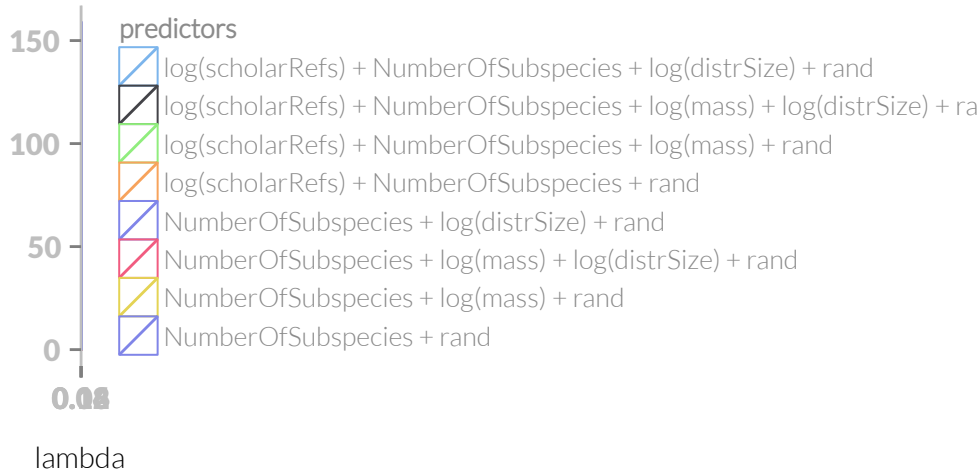 predictors
150
log(scholarRefs) + NumberOfSubspecies + log(distrSize) + rand
log(scholarRefs) + NumberOfSubspecies + log(mass) + log(distrSize) + ra
100
log(scholarRefs) + NumberOfSubspecies + log(mass) + rand
log(scholarRefs) + NumberOfSubspecies + rand
NumberOfSubspecies + log(distrSize) + rand
50
NumberOfSubspecies + log(mass) + log(distrSize) + rand
NumberOfSubspecies + log(mass) + rand
NumberOfSubspecies + rand
0
lambda